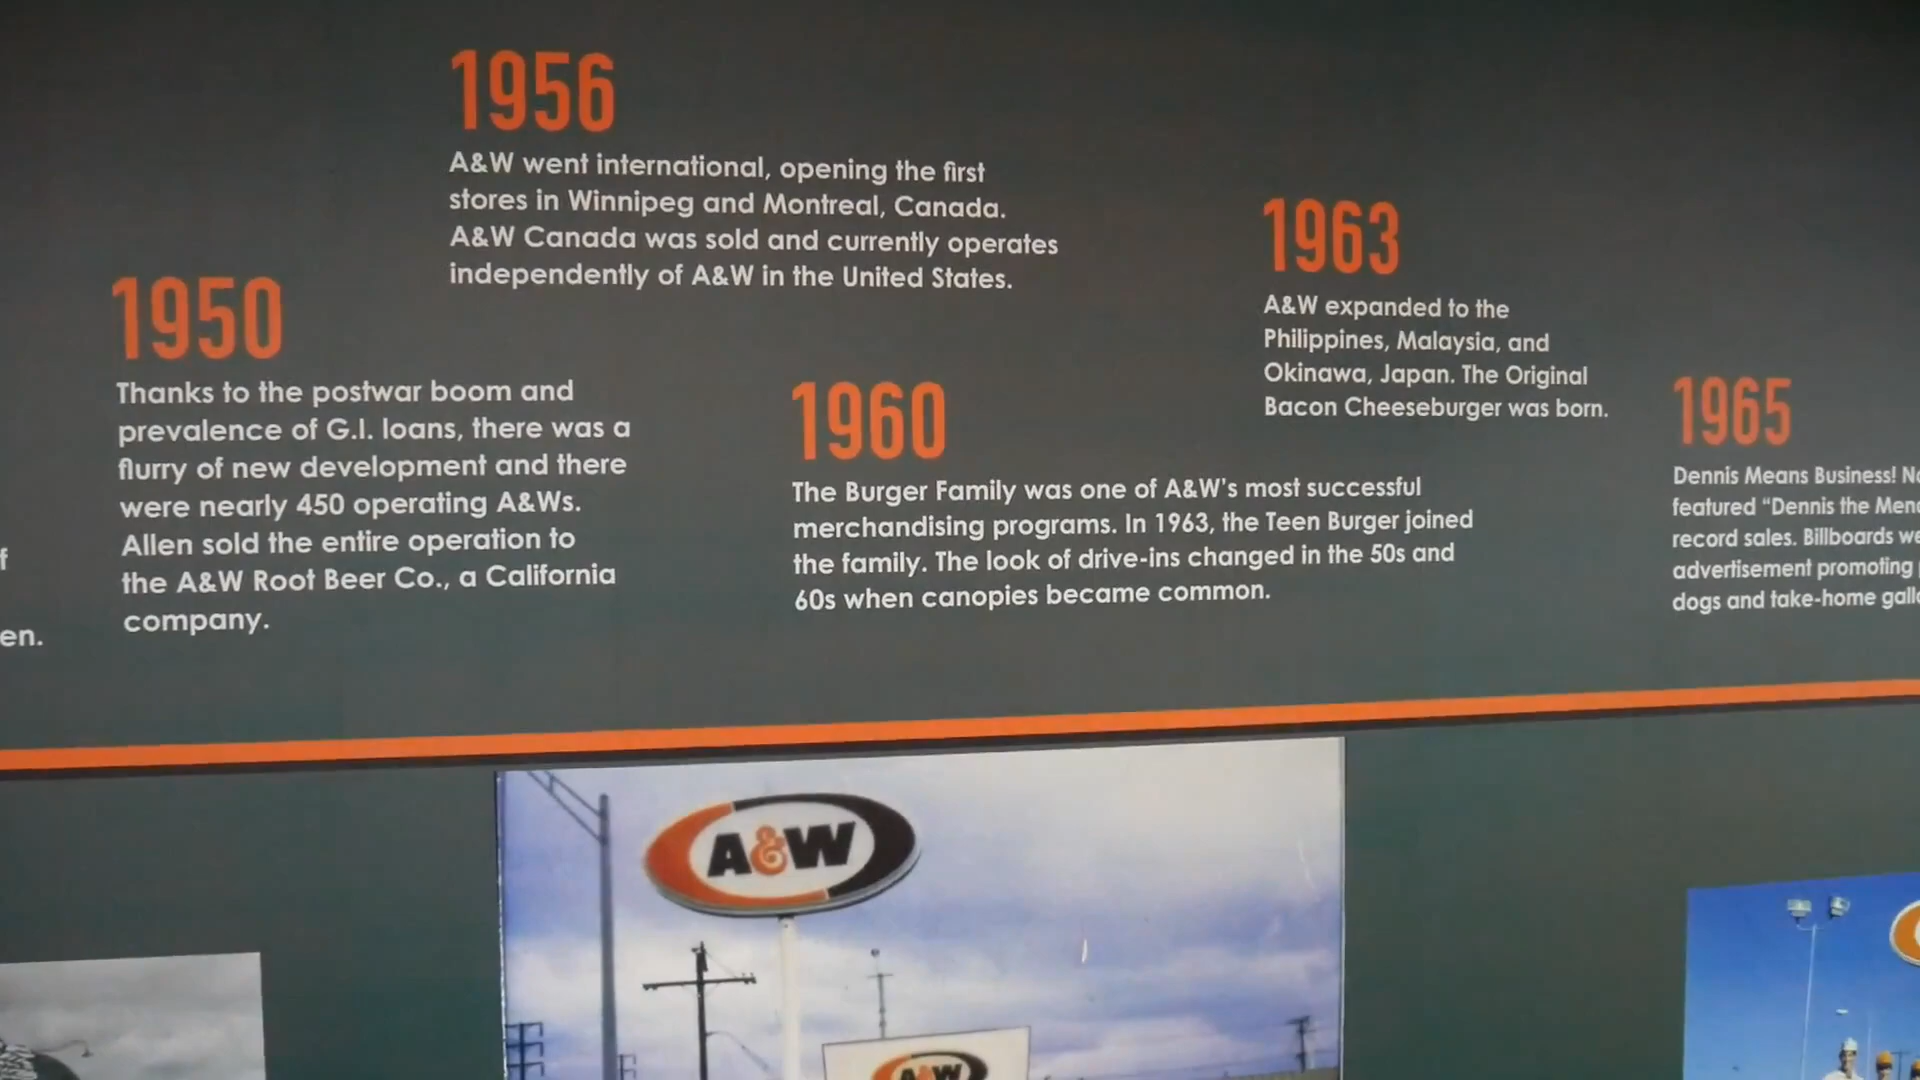 en.
1950
Thanks to the postwar boom and
prevalence of G.I. loans, there was a
flurry of new development and there
were nearly 450 operating A&Ws.
Allen sold the entire operation to
the A&W Root Beer Co., a California
company.
1956
A&W went international, opening the first
stores in Winnipeg and Montreal, Canada.
A&W Canada was sold and currently operates
independently of A&W in the United States.
1960
The Burger Family was one of A&W's most successful
merchandising programs. In 1963, the Teen Burger joined
the family. The look of drive-ins changed in the 50s and
60s when canopies became common.
1963
A&W expanded to the
Philippines, Malaysia, and
Okinawa, Japan. The Original
Bacon Cheeseburger was born.
1965
Dennis Means Business!
featured "Dennis the
record sales. Billboards
advertisement promoting
dogs and take-home
A&W
A&W